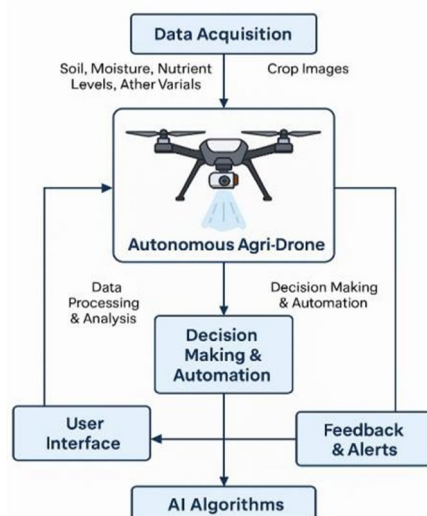 Data Acquisition
Soil, Moisture, Nutrient
Levels, Ather Varials
Crop Images
Autonomous Agri-Drone
Data
Processing
& Analysis
Decision Making
& Automation
Decision
Making &
Automation
User
Interface
Feedback
& Alerts
AI Algorithms